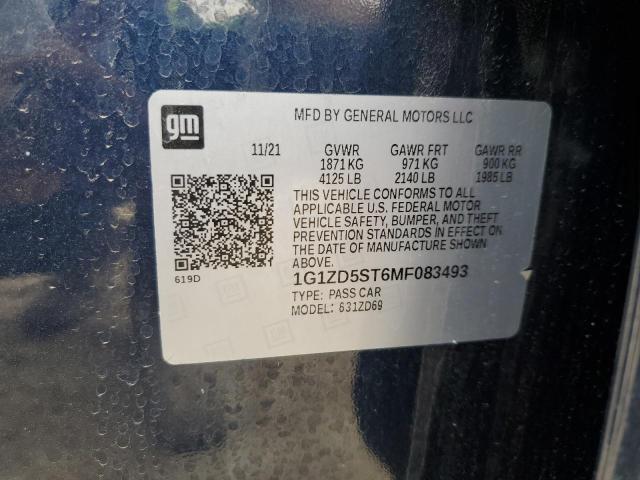 gm
MFD BY GENERAL MOTORS LLC
11/21 GVWR GAWR FRT GAWR RR
1871 KG 971 KG 900 KG
4125 LB 2140 LB 1985 LB
THIS VEHICLE CONFORMS TO ALL
APPLICABLE U.S. FEDERAL MOTOR
VEHICLE SAFETY, BUMPER, AND THEFT
PREVENTION STANDARDS IN EFFECT ON
THE DATE OF MANUFACTURE SHOWN
ABOVE.
619D
1G1ZD5ST6MF083493
TYPE: PASS CAR
MODEL: 631ZD69